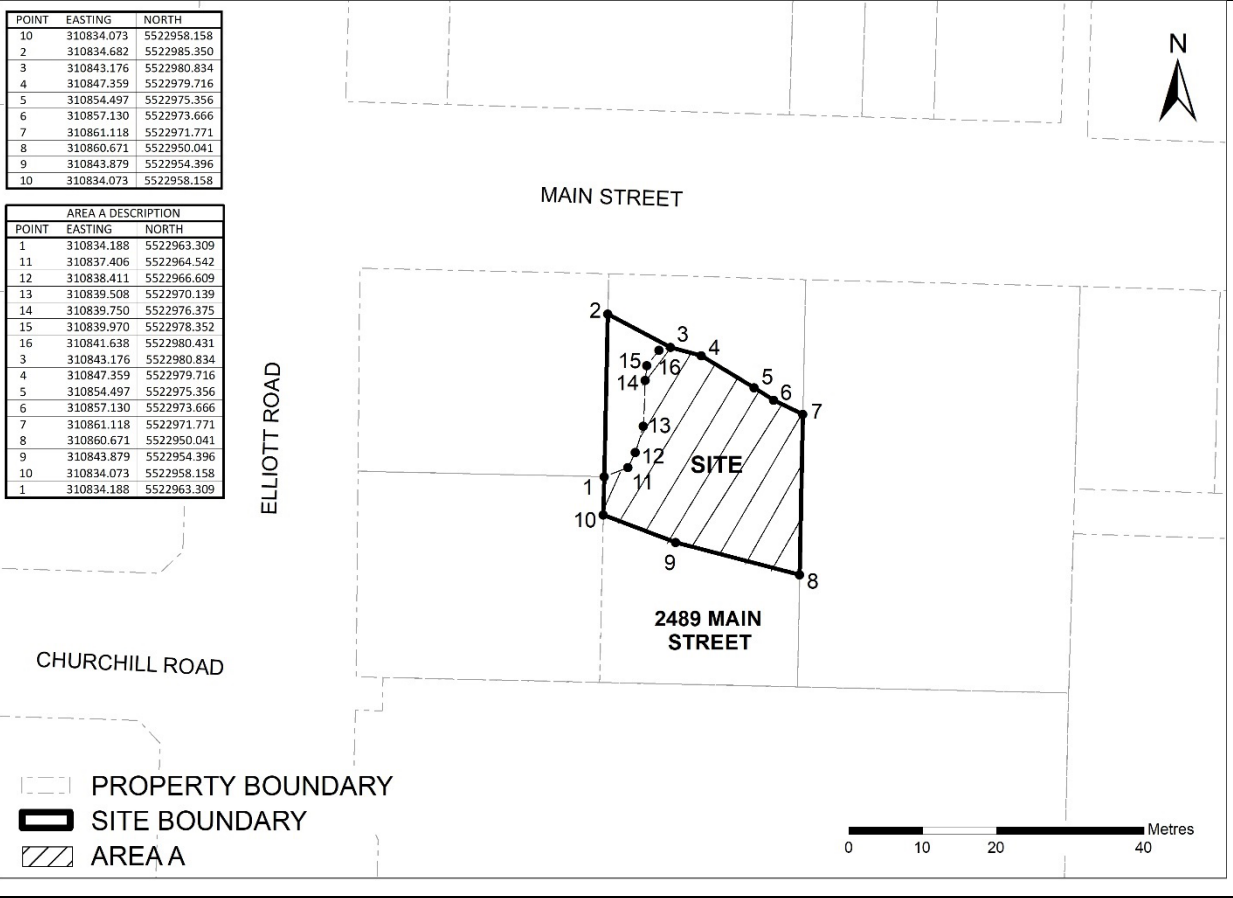 POINT EASTING NORTH
10 310834.073 5522958.158
2 310834.682 5522985.350
3 310843.176 5522980.834
4 310847.359 5522979.716
5 310854.497 5522975.356
6 310857.130 5522973.666
7 310861.118 5522971.771
8 310860.671 5522950.041
9 310843.879 5522954.396
10 310834.073 5522958.158
AREA A DESCRIPTION
POINT EASTING NORTH
1 310834.188 5522963.309
11 310837.406 5522964.542
12 310838.411 5522966.609
13 310839.508 5522970.139
14 310839.750 5522976.375
15 310839.970 5522978.352
16 310841.638 5522980.431
3 310843.176 5522980.834
4 310847.359 5522979.716
5 310854.497 5522975.356
6 310857.130 5522973.666
7 310861.118 5522971.771
8 310860.671 5522950.041
9 310843.879 5522954.396
10 310834.073 5522958.158
1 310834.188 5522963.309
N
MAIN STREET
ELLIOTT ROAD
2
3
4
15
16
14
5
6
7
13
12
SITE
11
1
10
9
8
2489 MAIN
STREET
CHURCHILL ROAD
PROPERTY BOUNDARY
SITE BOUNDARY
AREA A
Metres
0 10 20 40